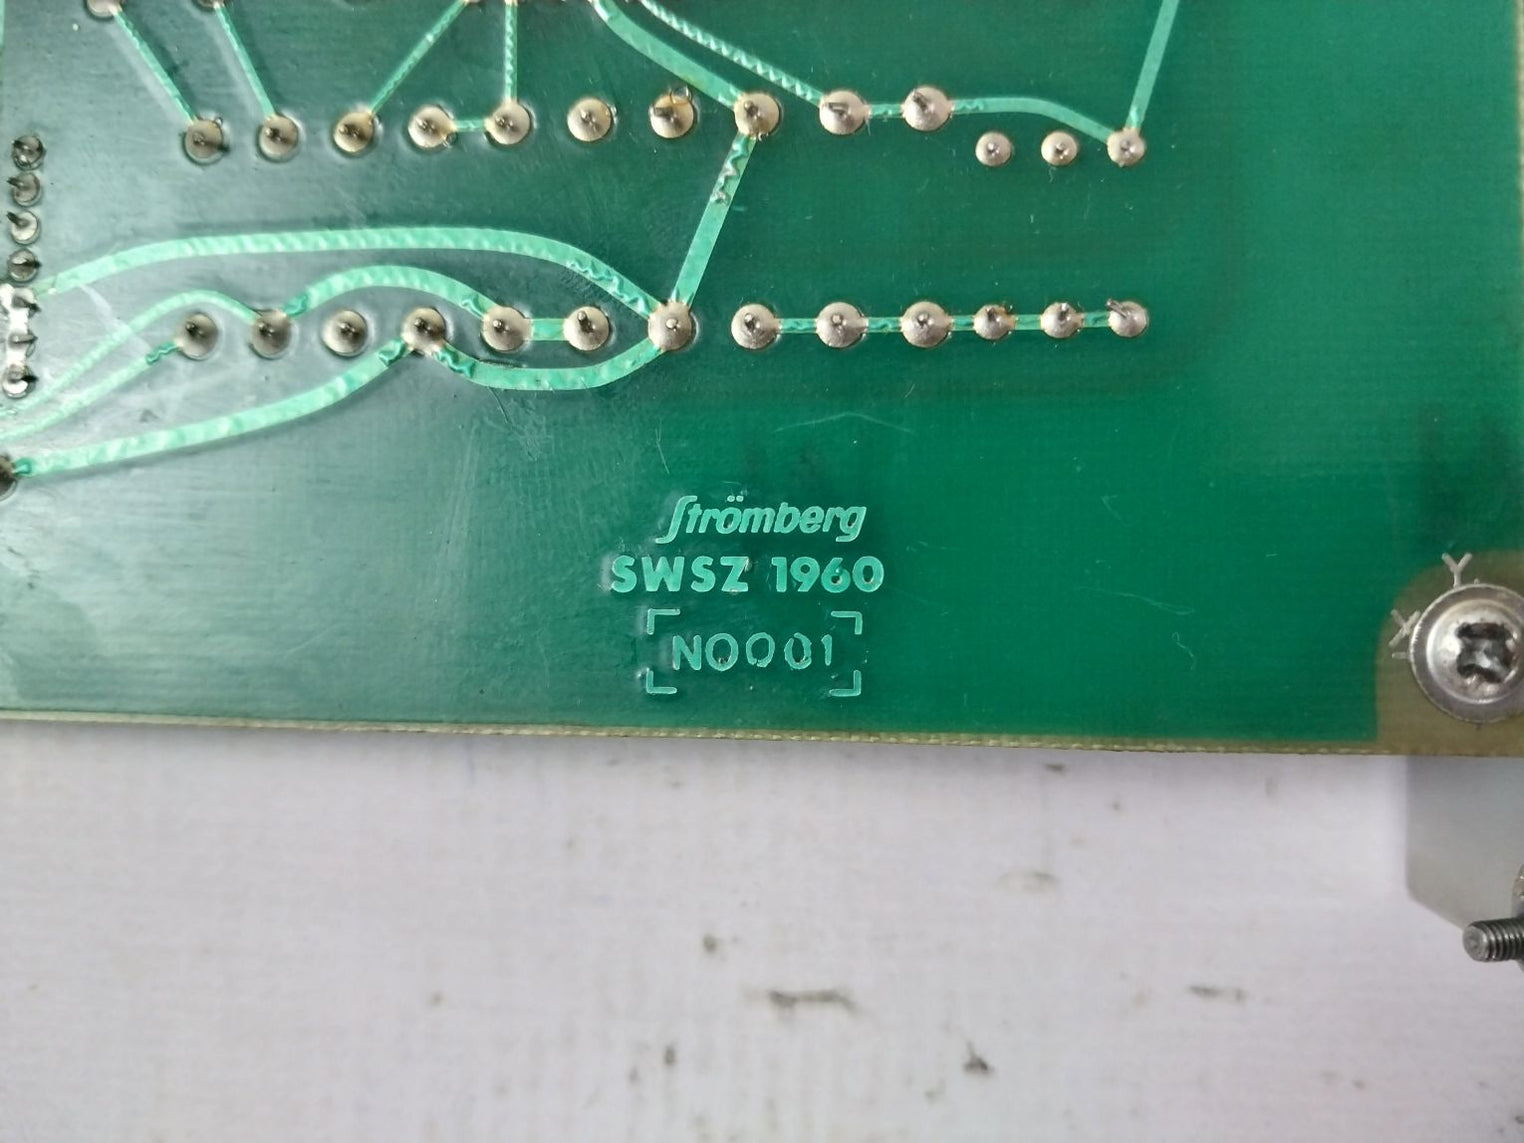 Strömberg
SWSZ 1960
NO001
Y
X